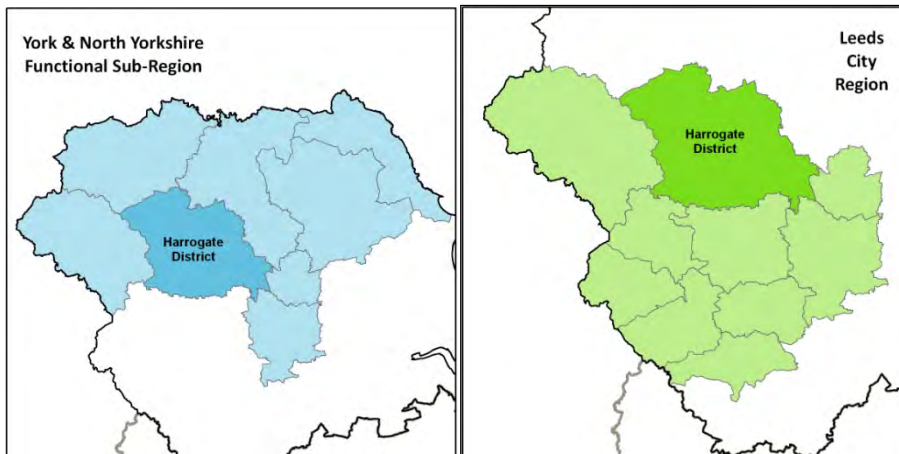 York & North Yorkshire
Functional Sub-Region
Harrogate
District
Leeds
City
Region
Harrogate
District